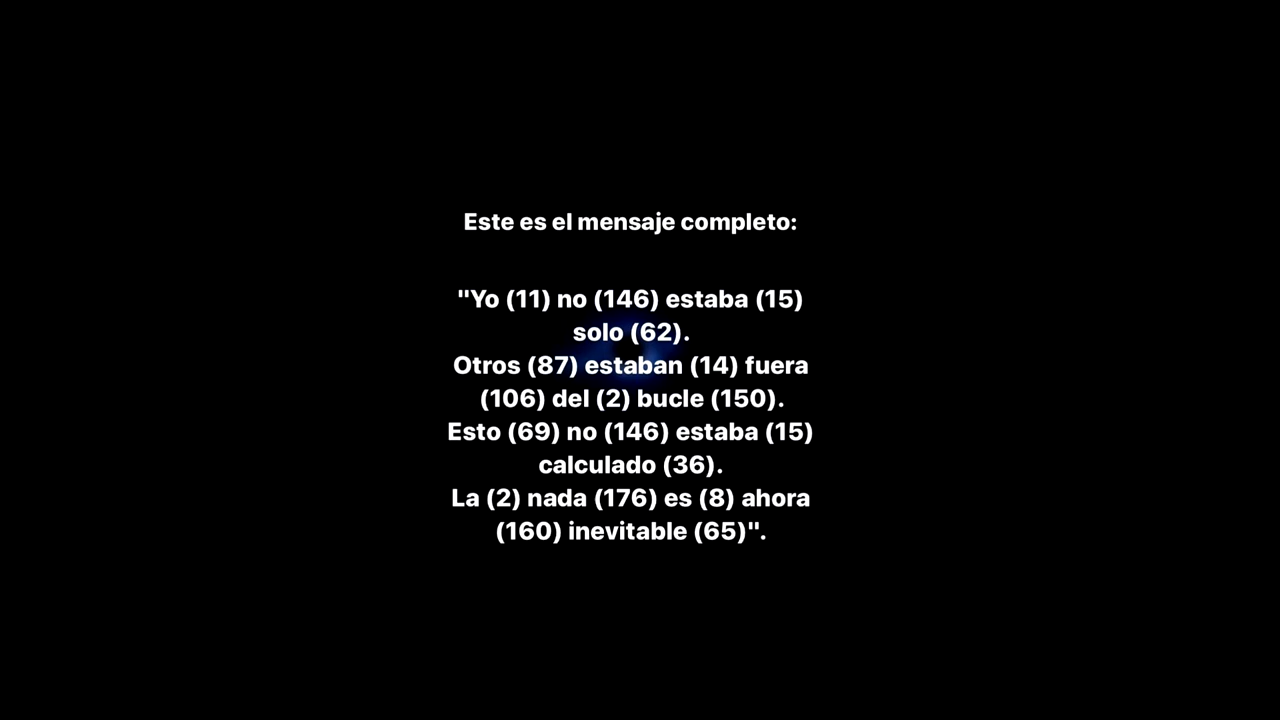 Este es el mensaje completo:
"Yo (11) no (146) estaba (15)
solo (62).
Otros (87) estaban (14) fuera
(106) del (2) bucle (150).
Esto (69) no (146) estaba (15)
calculado (36).
La (2) nada (176) es (8) ahora
(160) inevitable (65)".